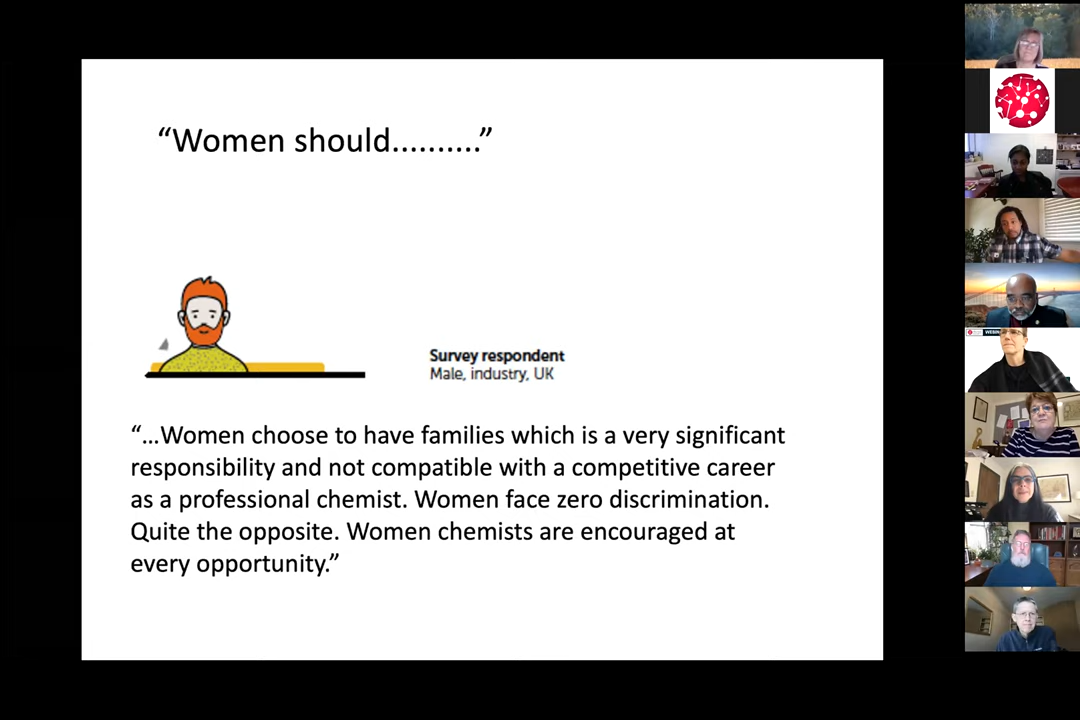 “Women should..........”
Survey respondent
Male, industry, UK
“…Women choose to have families which is a very significant
responsibility and not compatible with a competitive career
as a professional chemist. Women face zero discrimination.
Quite the opposite. Women chemists are encouraged at
every opportunity.”